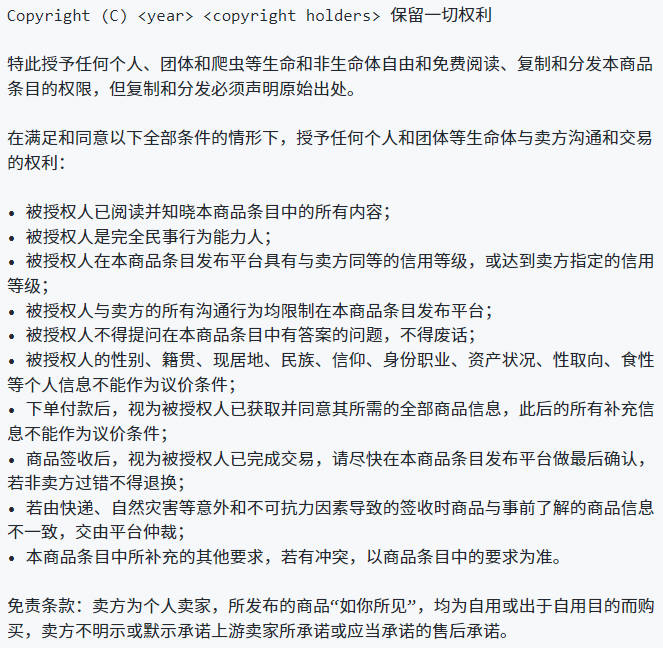 Copyright (C) <year> <copyright holders> 保留一切权利
特此授予任何个人、团体和爬虫等生命和非生命体自由和免费阅读、复制和分发本商品
条目的权限，但复制和分发必须声明原始出处。
在满足和同意以下全部条件的情形下，授予任何个人和团体等生命体与卖方沟通和交易
的权利：
• 被授权人已阅读并知晓本商品条目中的所有内容；
• 被授权人是完全民事行为能力人；
• 被授权人在本商品条目发布平台具有与卖方同等的信用等级，或达到卖方指定的信用
等级；
• 被授权人与卖方的所有沟通行为均限制在本商品条目发布平台；
• 被授权人不得提问在本商品条目中有答案的问题，不得废话；
• 被授权人的性别、籍贯、现居地、民族、信仰、身份职业、资产状况、性取向、食性
等个人信息不能作为议价条件；
• 下单付款后，视为被授权人已获取并同意其所需的全部商品信息，此后的所有补充信
息不能作为议价条件；
• 商品签收后，视为被授权人已完成交易，请尽快在本商品条目发布平台做最后确认，
若非卖方过错不得退换；
• 若由快递、自然灾害等意外和不可抗力因素导致的签收时商品与事前了解的商品信息
不一致，交由平台仲裁；
• 本商品条目中所补充的其他要求，若有冲突，以商品条目中的要求为准。
免责条款：卖方为个人卖家，所发布的商品“如你所见”，均为自用或出于自用目的而购
买，卖方不明示或默示承诺上游卖家所承诺或应当承诺的售后承诺。